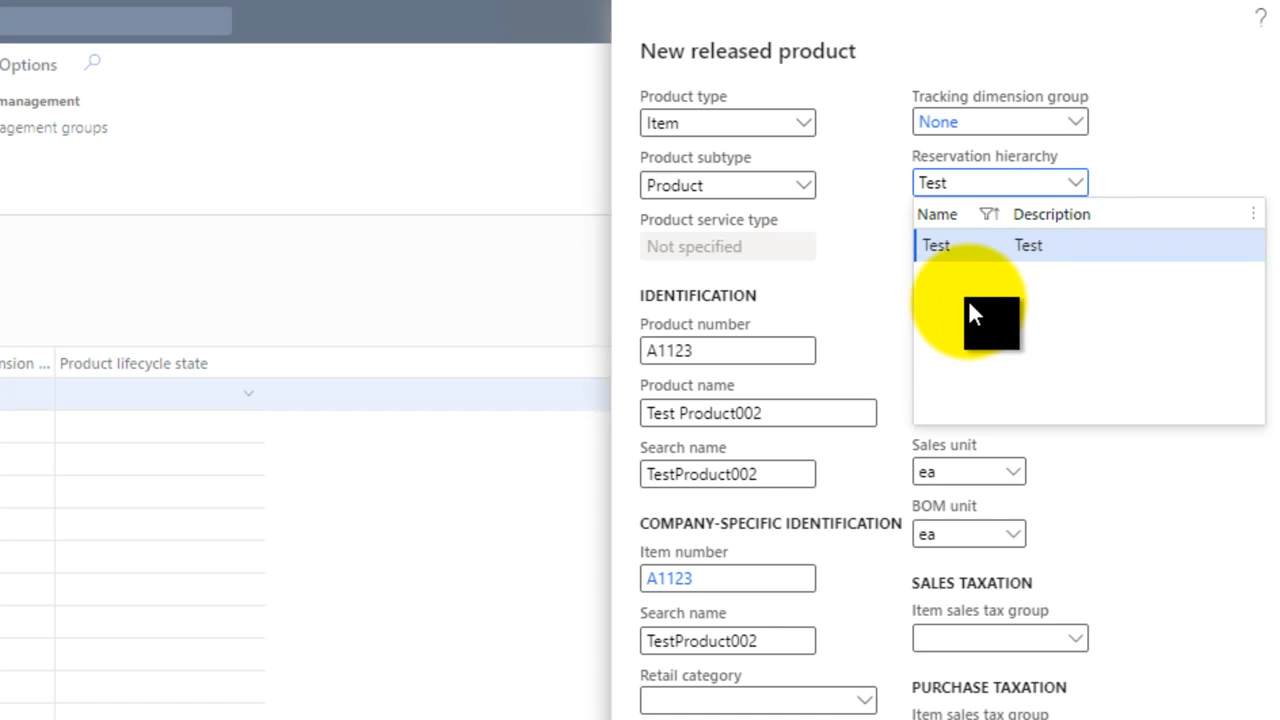 ?
Options
management
agement groups
nsion ...
Product lifecycle state
New released product
Product type
Item
Product subtype
Product
Product service type
Not specified
IDENTIFICATION
Product number
A1123
Product name
Test Product002
Search name
TestProduct002
COMPANY-SPECIFIC IDENTIFICATION
Item number
A1123
Search name
TestProduct002
Retail category
Tracking dimension group
None
Reservation hierarchy
Test
Name Description
Test Test
Sales unit
ea
BOM unit
ea
SALES TAXATION
Item sales tax group
PURCHASE TAXATION
Item sales tax group